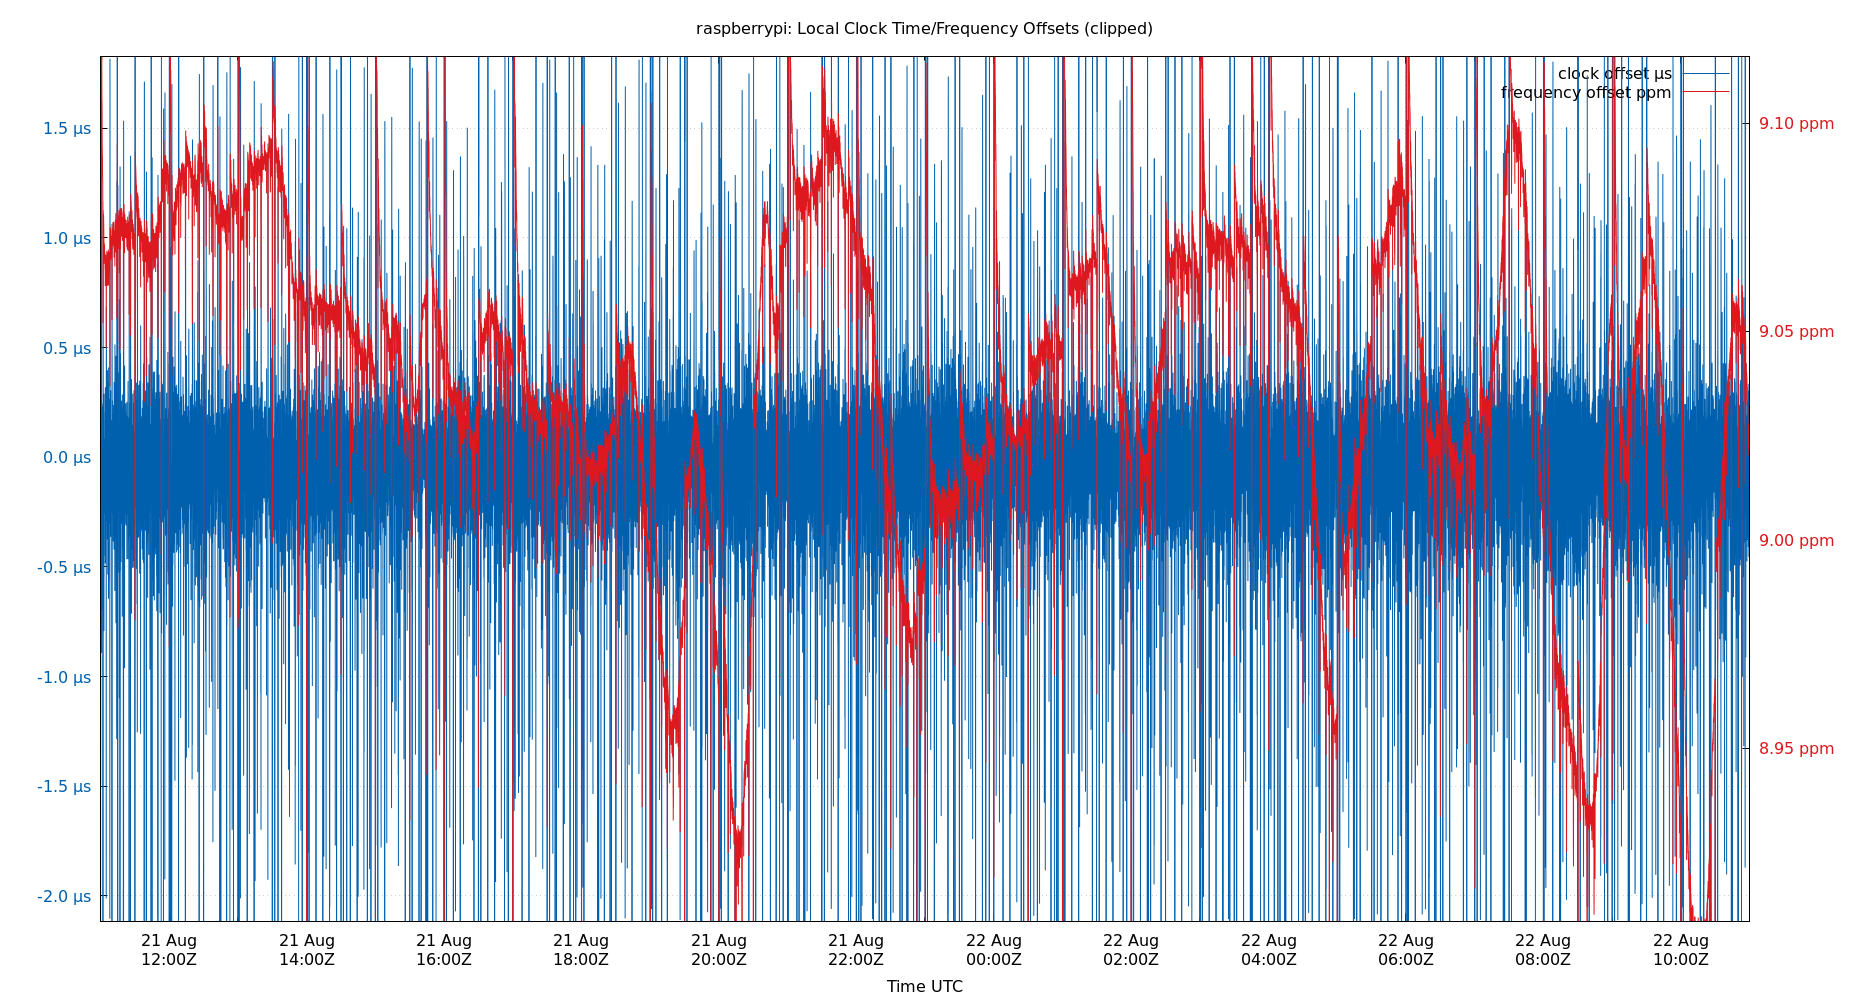 raspberrypi: Local Clock Time/Frequency Offsets (clipped)
clock offset µs
frequency offset ppm
1.5 µs
1.0 µs
0.5 µs
0.0 µs
-0.5 µs
-1.0 µs
-1.5 µs
-2.0 µs
9.10 ppm
9.05 ppm
9.00 ppm
8.95 ppm
21 Aug 21 Aug 21 Aug 21 Aug 21 Aug 21 Aug 22 Aug 22 Aug 22 Aug 22 Aug 22 Aug 22 Aug
12:00Z 14:00Z 16:00Z 18:00Z 20:00Z 22:00Z 00:00Z 02:00Z 04:00Z 06:00Z 08:00Z 10:00Z
Time UTC